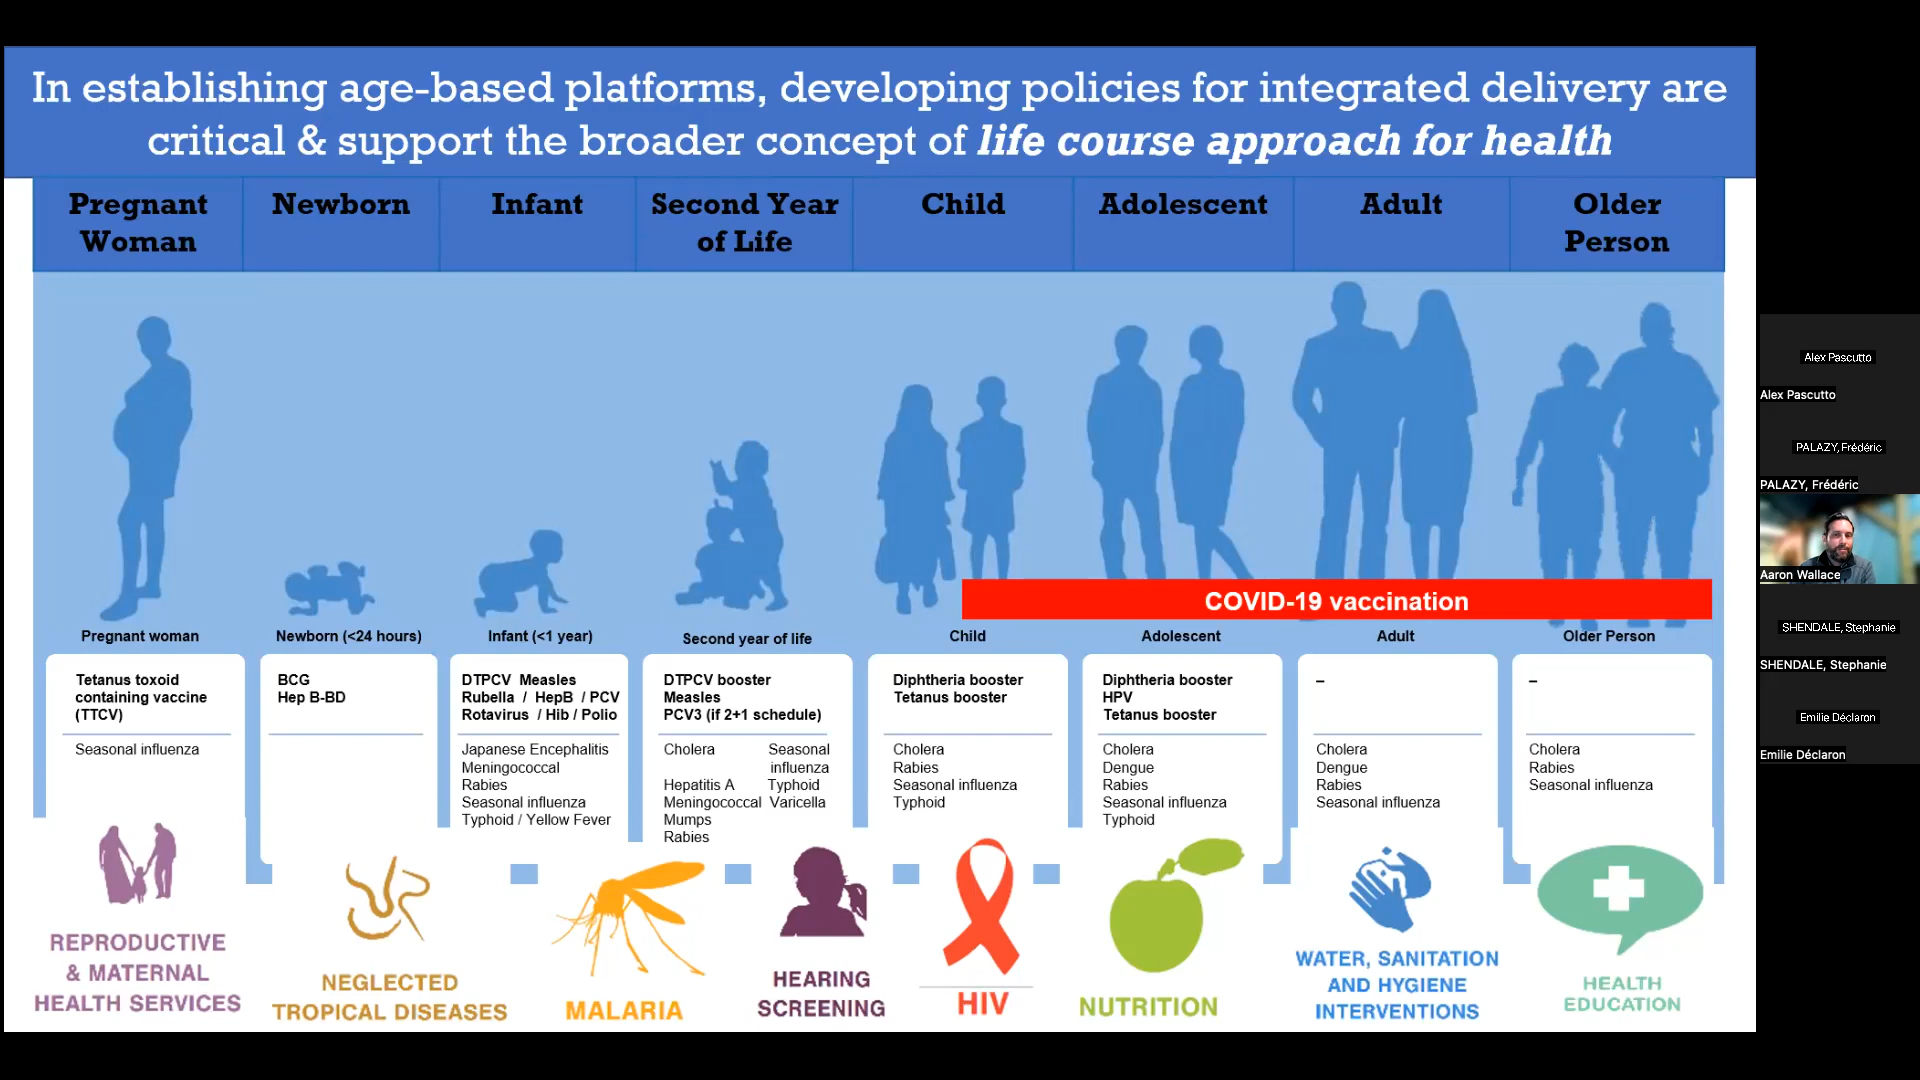 In establishing age-based platforms, developing policies for integrated delivery are
critical & support the broader concept of life course approach for health
Pregnant
Woman
Newborn
Infant
Second Year
of Life
Child
Adolescent
Adult
Older
Person
COVID-19 vaccination
Pregnant woman
Tetanus toxoid
containing vaccine
(TTCV)
Seasonal influenza
Newborn (<24 hours)
BCG
Hep B-BD
Infant (<1 year)
DTPCV Measles
Rubella / HepB / PCV
Rotavirus / Hib / Polio
Japanese Encephalitis
Meningococcal
Rabies
Seasonal influenza
Typhoid / Yellow Fever
Second year of life
DTPCV booster
Measles
PCV3 (if 2+1 schedule)
Cholera
Hepatitis A
Meningococcal
Mumps
Rabies
Seasonal
influenza
Typhoid
Varicella
Child
Diphtheria booster
Tetanus booster
Cholera
Rabies
Seasonal influenza
Typhoid
Adolescent
Diphtheria booster
HPV
Tetanus booster
Cholera
Dengue
Rabies
Seasonal influenza
Typhoid
Adult
–
Cholera
Dengue
Rabies
Seasonal influenza
Older Person
–
Cholera
Rabies
Seasonal influenza
REPRODUCTIVE
& MATERNAL
HEALTH SERVICES
NEGLECTED
TROPICAL DISEASES
MALARIA
HEARING
SCREENING
HIV
NUTRITION
WATER, SANITATION
AND HYGIENE
INTERVENTIONS
HEALTH
EDUCATION
Alex Pascutto
Alex Pascutto
PALAZY, Frédéric
PALAZY, Frédéric
Aaron Wallace
SHENDALE, Stephanie
SHENDALE, Stephanie
Emilie Déclaron
Emilie Déclaron